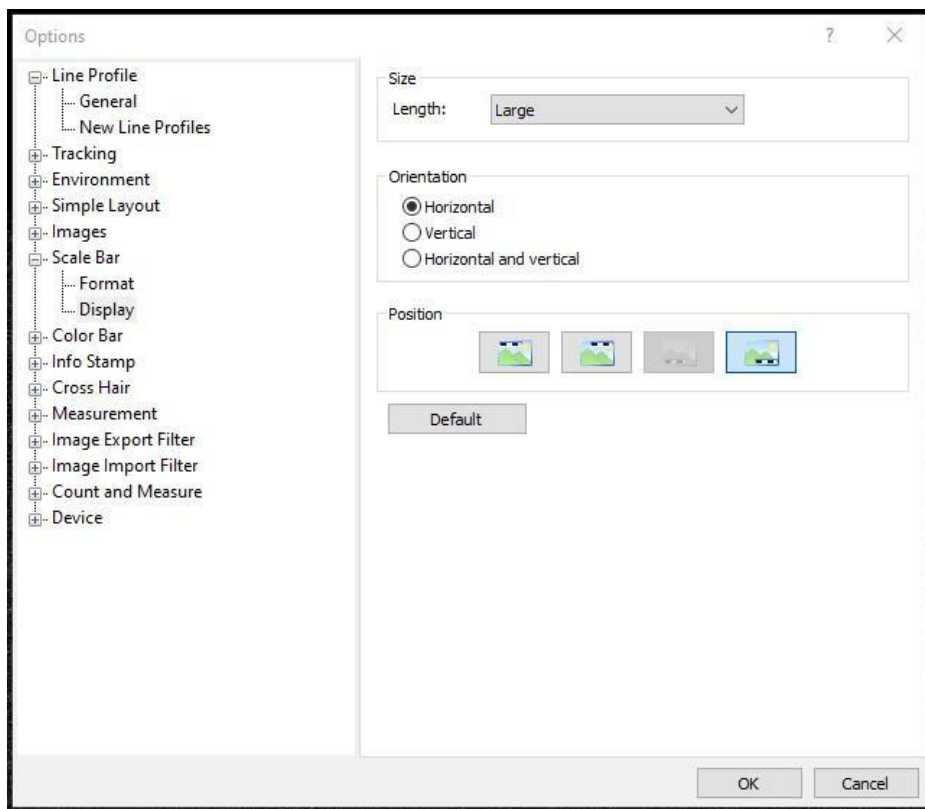 Options
?
Line Profile
General
New Line Profiles
Tracking
Environment
Simple Layout
Images
Scale Bar
Format
Display
Color Bar
Info Stamp
Cross Hair
Measurement
Image Export Filter
Image Import Filter
Count and Measure
Device
Size
Length:
Large
Orientation
Horizontal
Vertical
Horizontal and vertical
Position
Default
OK
Cancel